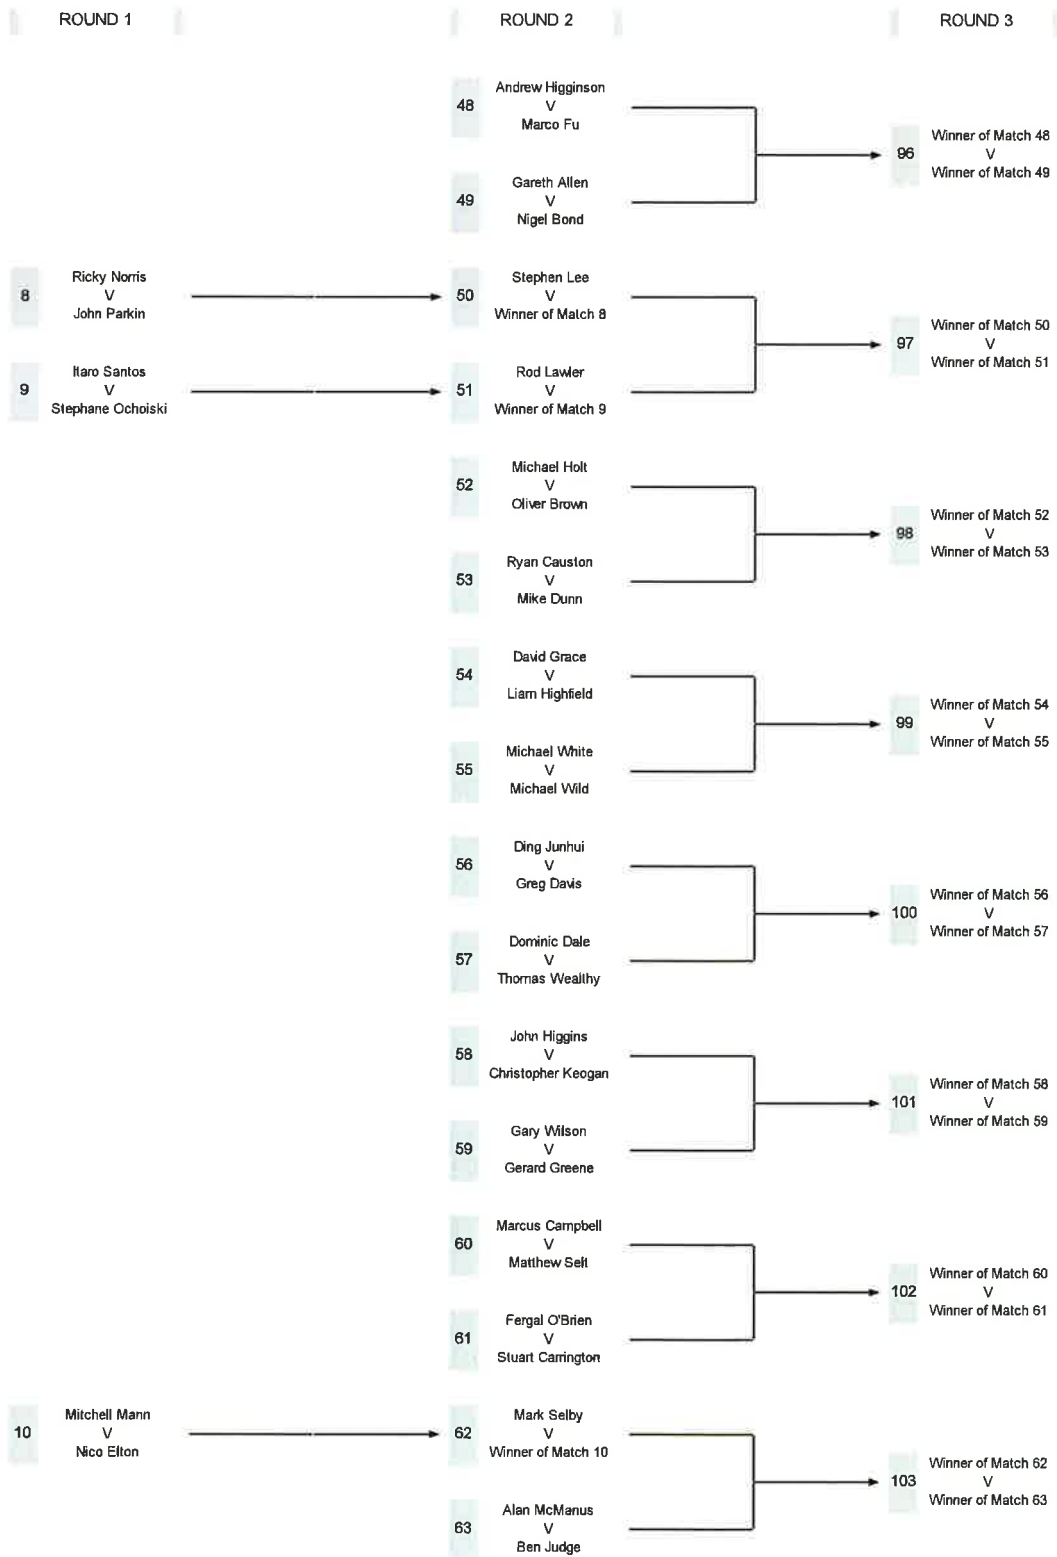 ROUND 1
ROUND 2
ROUND 3
48
Andrew Higginson
V
Marco Fu
49
Gareth Allen
V
Nigel Bond
96
Winner of Match 48
V
Winner of Match 49
8
Ricky Norris
V
John Parkin
50
Stephen Lee
V
Winner of Match 8
9
Itaro Santos
V
Stephane Ochoiski
51
Rod Lawler
V
Winner of Match 9
97
Winner of Match 50
V
Winner of Match 51
52
Michael Holt
V
Oliver Brown
53
Ryan Causton
V
Mike Dunn
98
Winner of Match 52
V
Winner of Match 53
54
David Grace
V
Liam Highfield
55
Michael White
V
Michael Wild
99
Winner of Match 54
V
Winner of Match 55
56
Ding Junhui
V
Greg Davis
57
Dominic Dale
V
Thomas Wealthy
100
Winner of Match 56
V
Winner of Match 57
58
John Higgins
V
Christopher Keogan
59
Gary Wilson
V
Gerard Greene
101
Winner of Match 58
V
Winner of Match 59
60
Marcus Campbell
V
Matthew Selt
61
Fergal O'Brien
V
Stuart Carrington
102
Winner of Match 60
V
Winner of Match 61
10
Mitchell Mann
V
Nico Elton
62
Mark Selby
V
Winner of Match 10
63
Alan McManus
V
Ben Judge
103
Winner of Match 62
V
Winner of Match 63